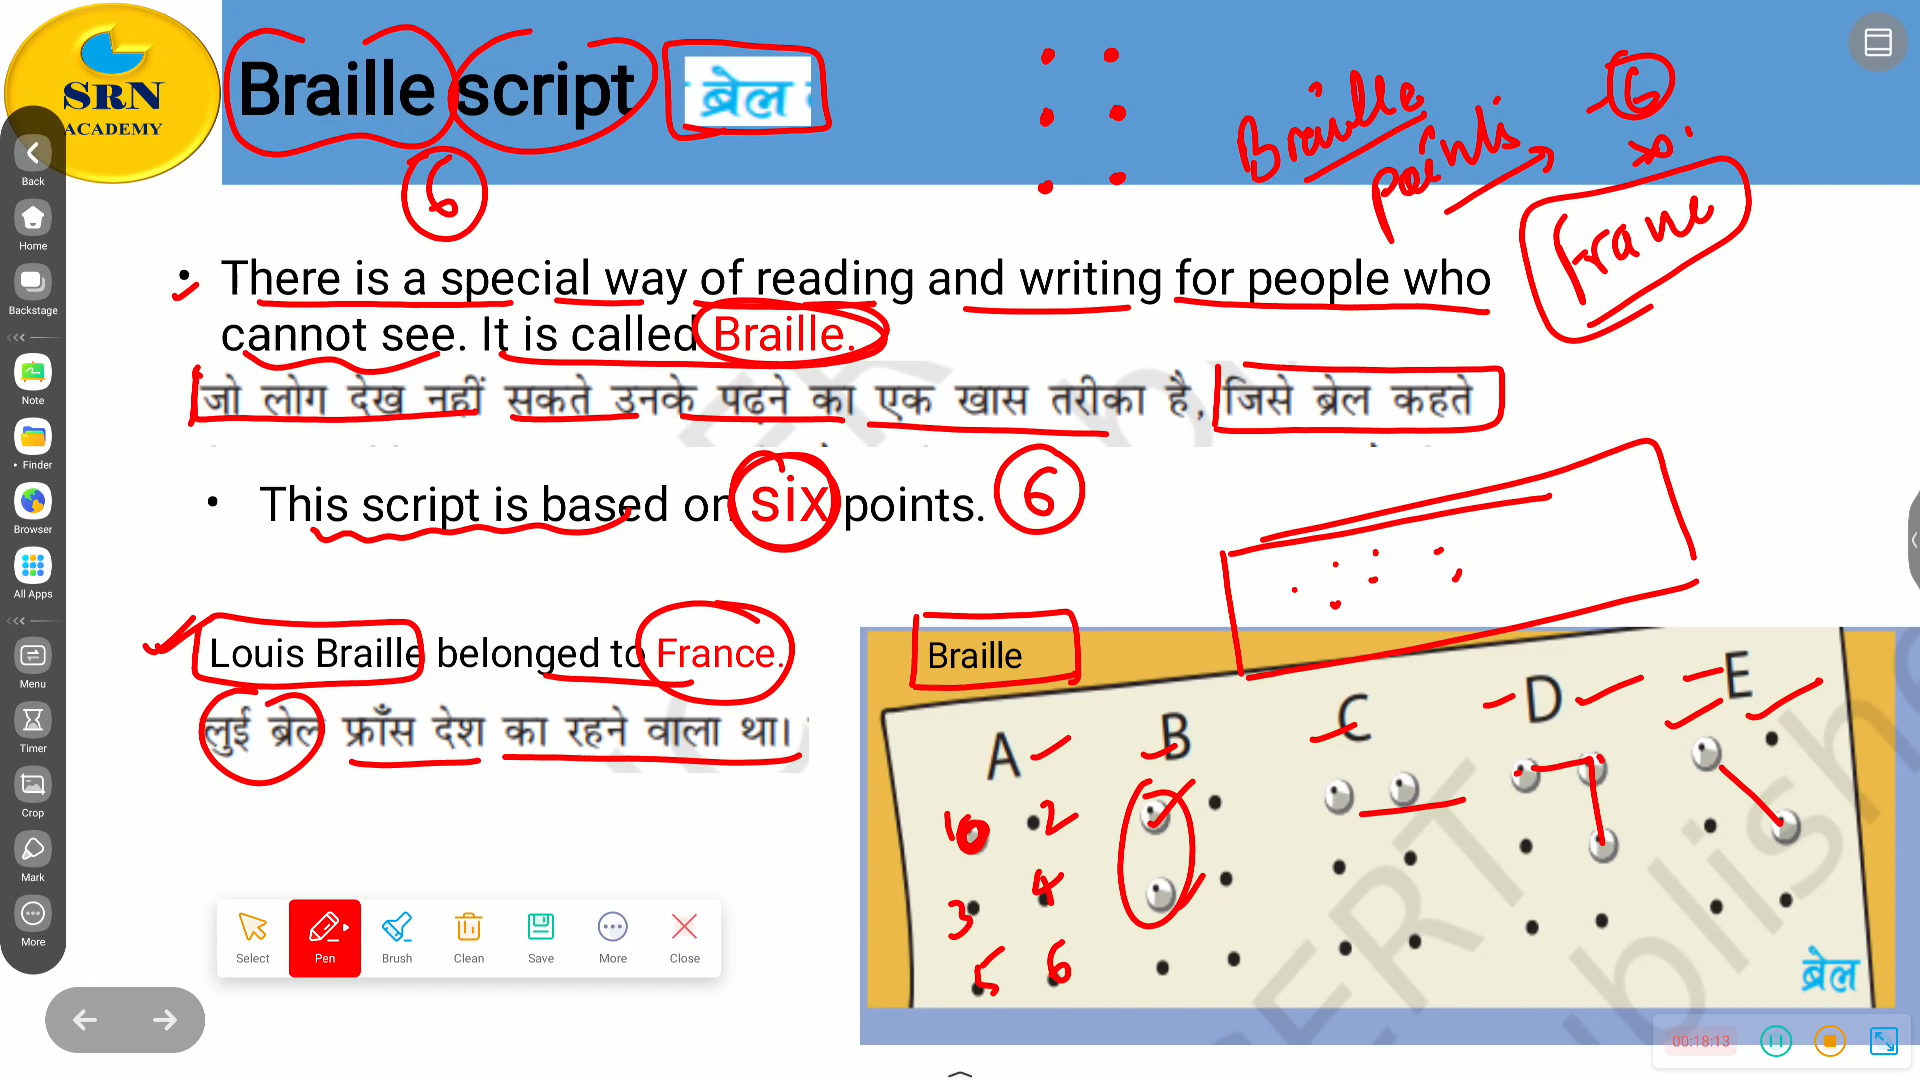 SRN
ACADEMY
Braille script
ब्रेल
6
Braille
points
6
France
There is a special way of reading and writing for people who
cannot see. It is called Braille.
जो लोग देख नहीं सकते उनके पढ़ने का एक खास तरीका है, जिसे ब्रेल कहते
This script is based on six points.
6
Louis Braille belonged to France.
लुई ब्रेल फ्राँस देश का रहने वाला था।
Braille
A B C D E
1 2
3 4
5 6
ब्रेल
Back
Home
Backstage
Note
Finder
Browser
All Apps
Menu
Timer
Crop
Mark
More
Select Pen Brush Clean Save More Close
00:18:13